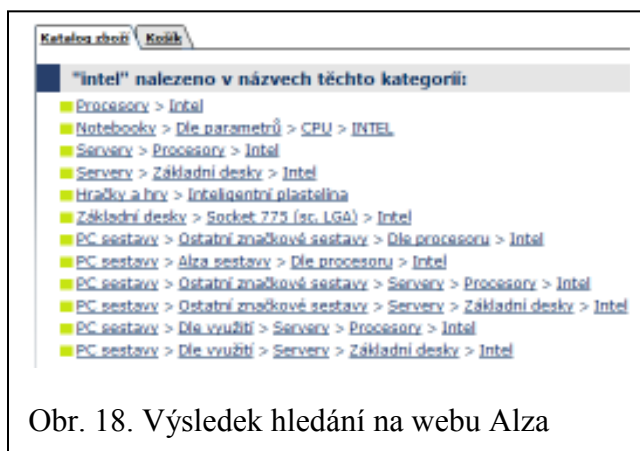 Katalog zboží Košík
"intel" nalezeno v názvech těchto kategorií:
Procesory > Intel
Notebooky > Dle parametrů > CPU > INTEL
Servery > Procesory > Intel
Servery > Základní desky > Intel
Hračky a hry > Inteligentní plastelína
Základní desky > Socket 775 (sc. LGA) > Intel
PC sestavy > Ostatní značkové sestavy > Dle procesoru > Intel
PC sestavy > Alza sestavy > Dle procesoru > Intel
PC sestavy > Ostatní značkové sestavy > Servery > Procesory > Intel
PC sestavy > Ostatní značkové sestavy > Servery > Základní desky > Intel
PC sestavy > Dle využití > Servery > Procesory > Intel
PC sestavy > Dle využití > Servery > Základní desky > Intel
Obr. 18. Výsledek hledání na webu Alza